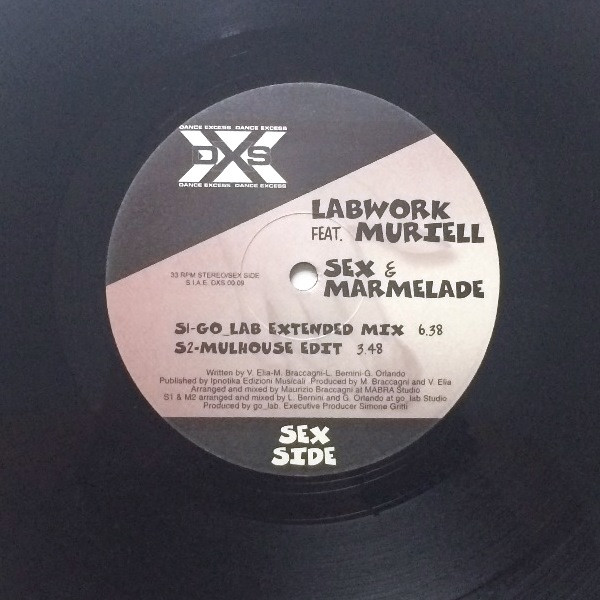 DANCE EXCESS DANCE EXCESS
DXS
DANCE EXCESS DANCE EXCESS
LABWORK
FEAT. MURIELL
SEX &
MARMELADE
33 RPM STEREO/SEX SIDE
S.I.A.E. DXS 00.09
S1-GO_LAB EXTENDED MIX 6.38
S2-MULHOUSE EDIT 3.48
Written by V. Elia-M. Braccagni-L. Bernini-G. Orlando
Published by Ipnotika Edizioni Musicali. Produced by M. Braccagni and V. Elia
Arranged and mixed by Maurizio Braccagni at MABRA Studio
S1 & M2 arranged and mixed by L. Bernini and G. Orlando at go_lab Studio
Produced by go_lab. Executive Producer Simone Gritti
SEX
SIDE